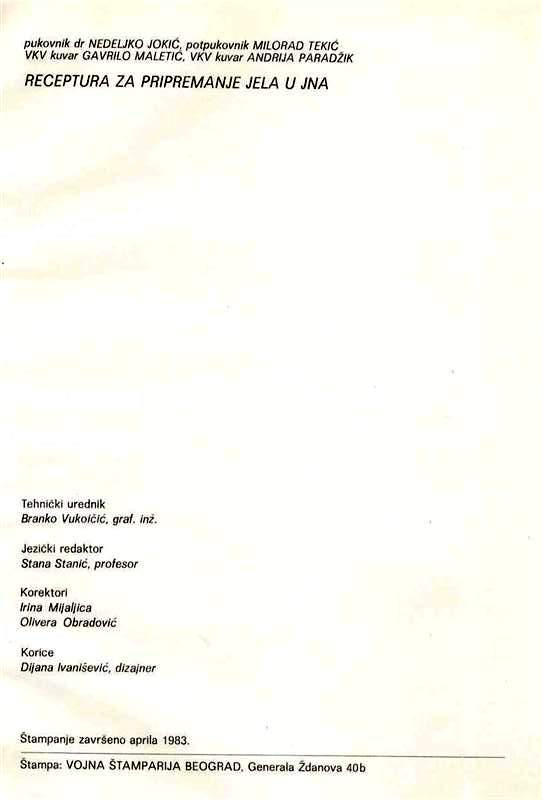 pukovnik dr NEDELJKO JOKIĆ, potpukovnik MILORAD TEKIĆ
VKV kuvar GAVRILO MALETIĆ, VKV kuvar ANDRIJA PARADŽIK
RECEPTURA ZA PRIPREMANJE JELA U JNA
Tehnički urednik
Branko Vukoičić, graf. inž.
Jezički redaktor
Stana Stanić, profesor
Korektori
Irina Mijaljica
Olivera Obradović
Korice
Dijana Ivanišević, dizajner
Štampanje završeno aprila 1983.
Štampa: VOJNA ŠTAMPARIJA BEOGRAD, Generala Ždanova 40b